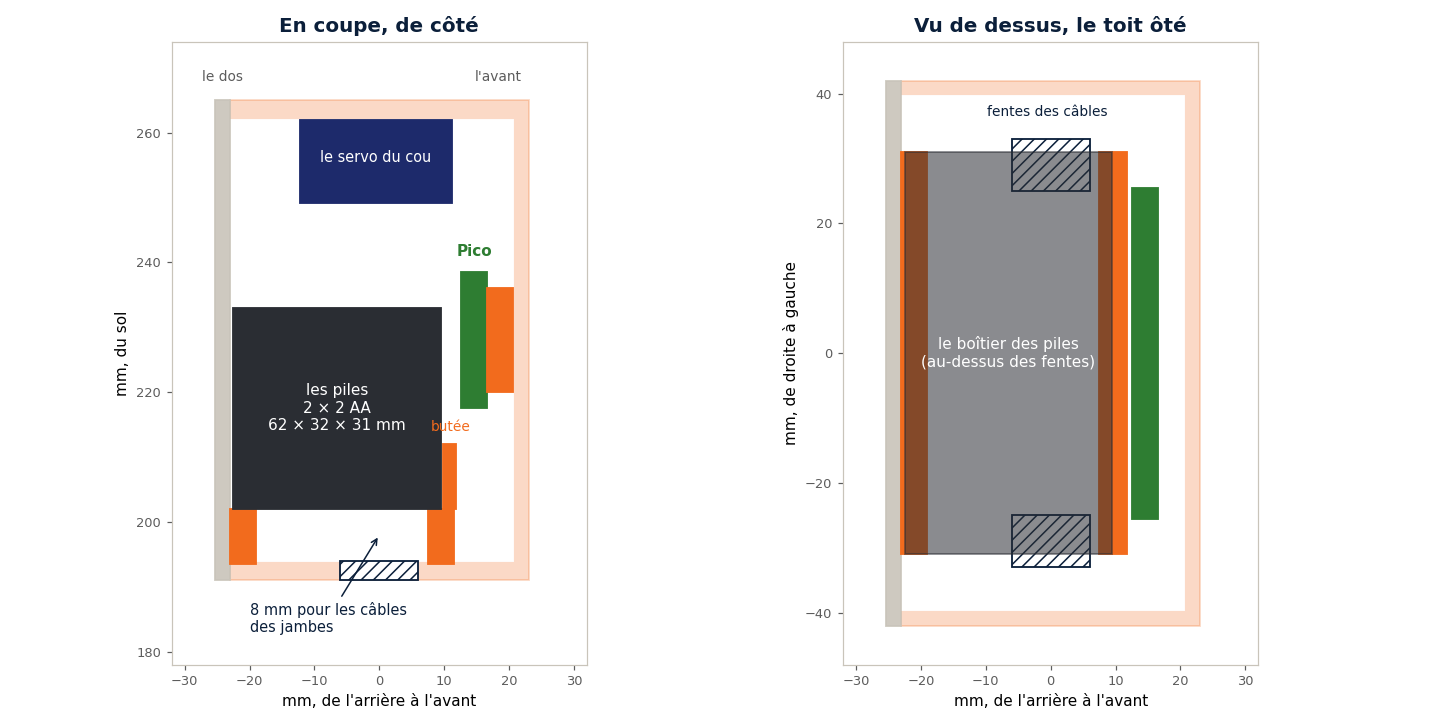 En coupe, de côté
le dos
l'avant
le servo du cou
Pico
les piles
2 × 2 AA
62 × 32 × 31 mm
butée
8 mm pour les câbles
des jambes
260
240
220
200
180
mm, du sol
−30
−20
−10
0
10
20
30
mm, de l'arrière à l'avant
Vu de dessus, le toit ôté
fentes des câbles
le boîtier des piles
(au-dessus des fentes)
40
20
0
−20
−40
mm, de droite à gauche
−30
−20
−10
0
10
20
30
mm, de l'arrière à l'avant